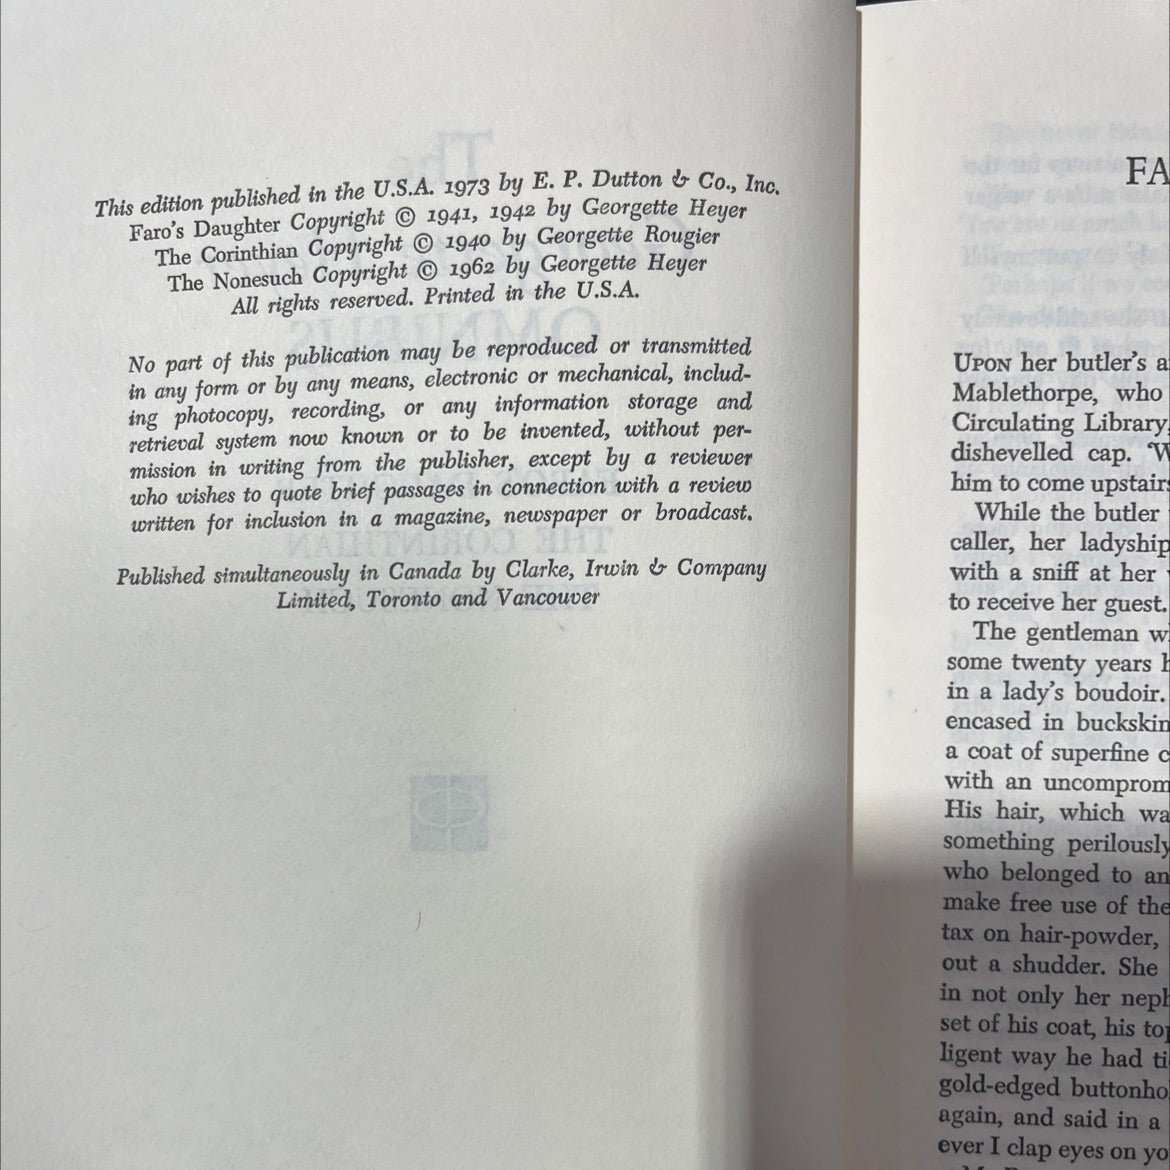 This edition published in the U.S.A. 1973 by E. P. Dutton & Co., Inc.
Faro's Daughter Copyright © 1941, 1942 by Georgette Heyer
The Corinthian Copyright © 1940 by Georgette Rougier
The Nonesuch Copyright © 1962 by Georgette Heyer
All rights reserved. Printed in the U.S.A.
No part of this publication may be reproduced or transmitted
in any form or by any means, electronic or mechanical, includ-
ing photocopy, recording, or any information storage and
retrieval system now known or to be invented, without per-
mission in writing from the publisher, except by a reviewer
who wishes to quote brief passages in connection with a review
written for inclusion in a magazine, newspaper or broadcast.
Published simultaneously in Canada by Clarke, Irwin & Company
Limited, Toronto and Vancouver
FA
UPON her butler's a
Mablethorpe, who
Circulating Library,
dishevelled cap. 'W
him to come upstairs
While the butler
caller, her ladyship
with a sniff at her
to receive her guest.
The gentleman wi
some twenty years h
in a lady's boudoir.
encased in buckskin
a coat of superfine c
with an uncomprom
His hair, which wa
something perilously
who belonged to an
make free use of the
tax on hair-powder,
out a shudder. She
in not only her neph
set of his coat, his top
ligent way he had ti
gold-edged buttonho
again, and said in a
ever I clap eyes on yo